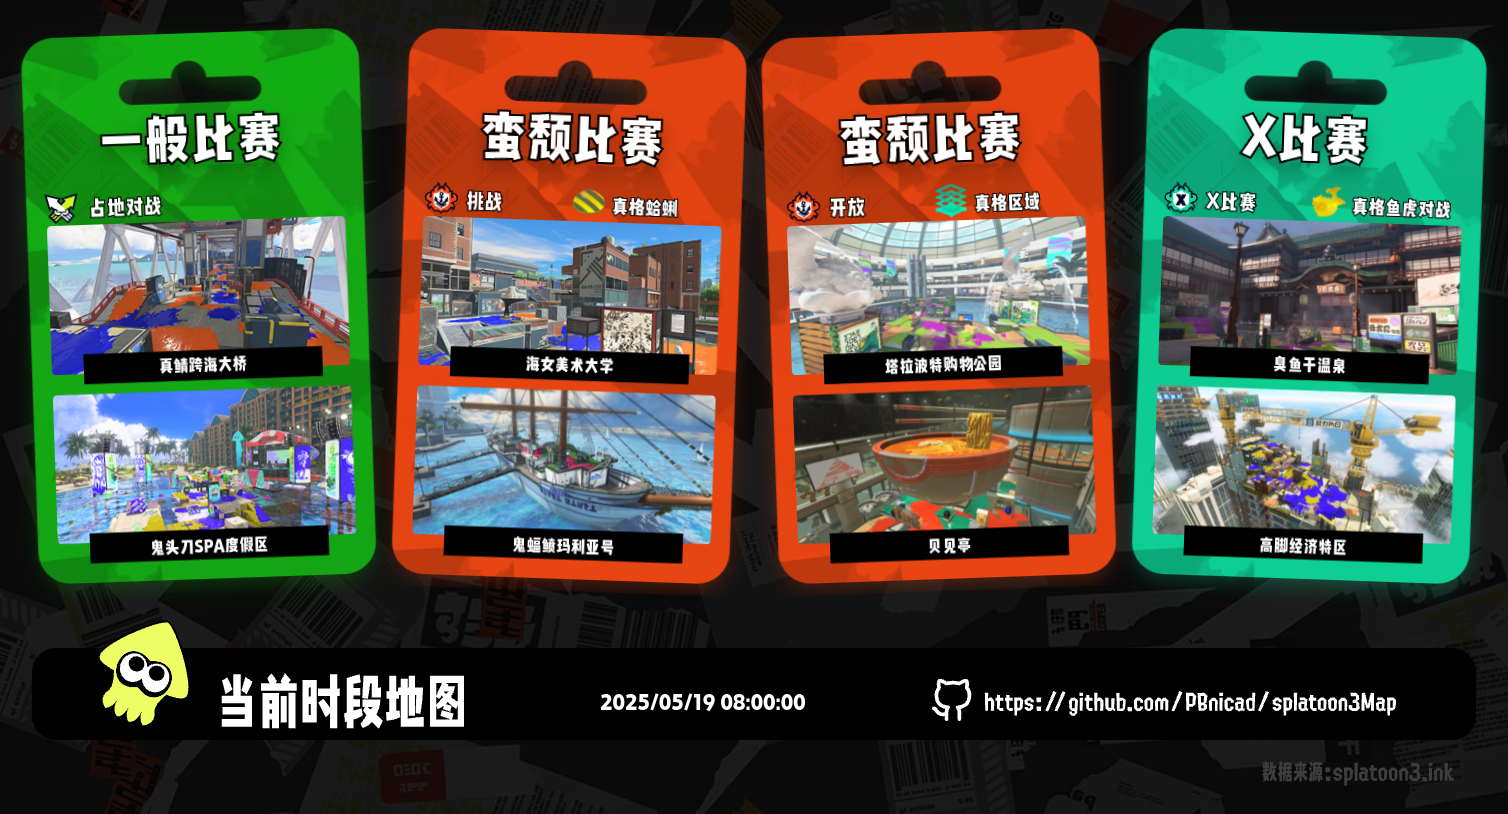 一般比赛
占地对战
真鲭跨海大桥
鬼头刀SPA度假区
蛮颓比赛
挑战
真格蛤蜊
海女美术大学
鬼蝠鲼玛利亚号
蛮颓比赛
开放
真格区域
塔拉波特购物公园
贝见亭
X比赛
X比赛
真格鱼虎对战
臭鱼干温泉
高脚经济特区
当前时段地图
2025/05/19 08:00:00
https://github.com/PBnicad/splatoon3Map
数据来源:splatoon3.ink